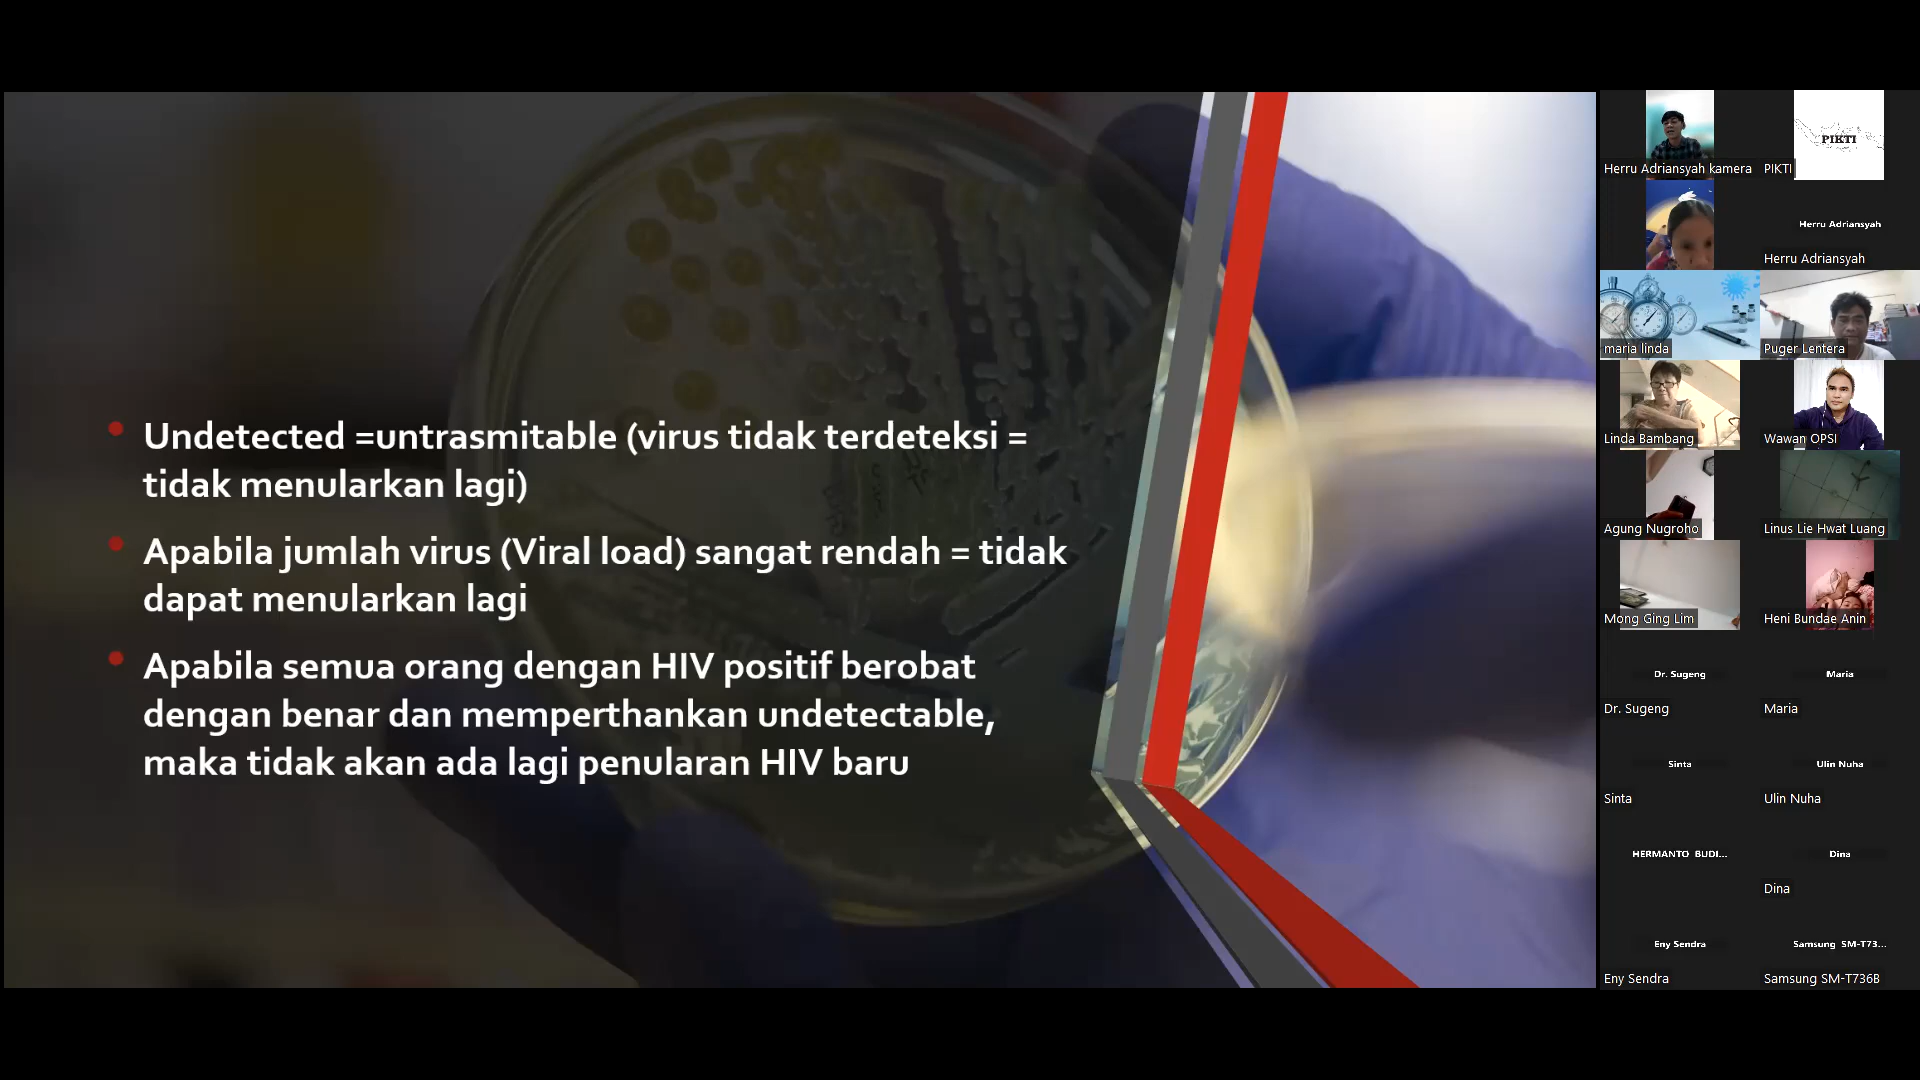 Undetected =untrasmitable (virus tidak terdeteksi =
tidak menularkan lagi)
Apabila jumlah virus (Viral load) sangat rendah = tidak
dapat menularkan lagi
Apabila semua orang dengan HIV positif berobat
dengan benar dan memperthankan undetectable,
maka tidak akan ada lagi penularan HIV baru
Herru Adriansyah kamera
PIKTI
PIKTI
Herru Adriansyah
Herru Adriansyah
maria linda
Puger Lentera
Linda Bambang
Wawan OPSI
Agung Nugroho
Linus Lie Hwat Luang
Mong Ging Lim
Heni Bundae Anin
Dr. Sugeng
Dr. Sugeng
Maria
Maria
Sinta
Sinta
Ulin Nuha
Ulin Nuha
HERMANTO BUDI...
Dina
Dina
Eny Sendra
Eny Sendra
Samsung SM-T73...
Samsung SM-T736B